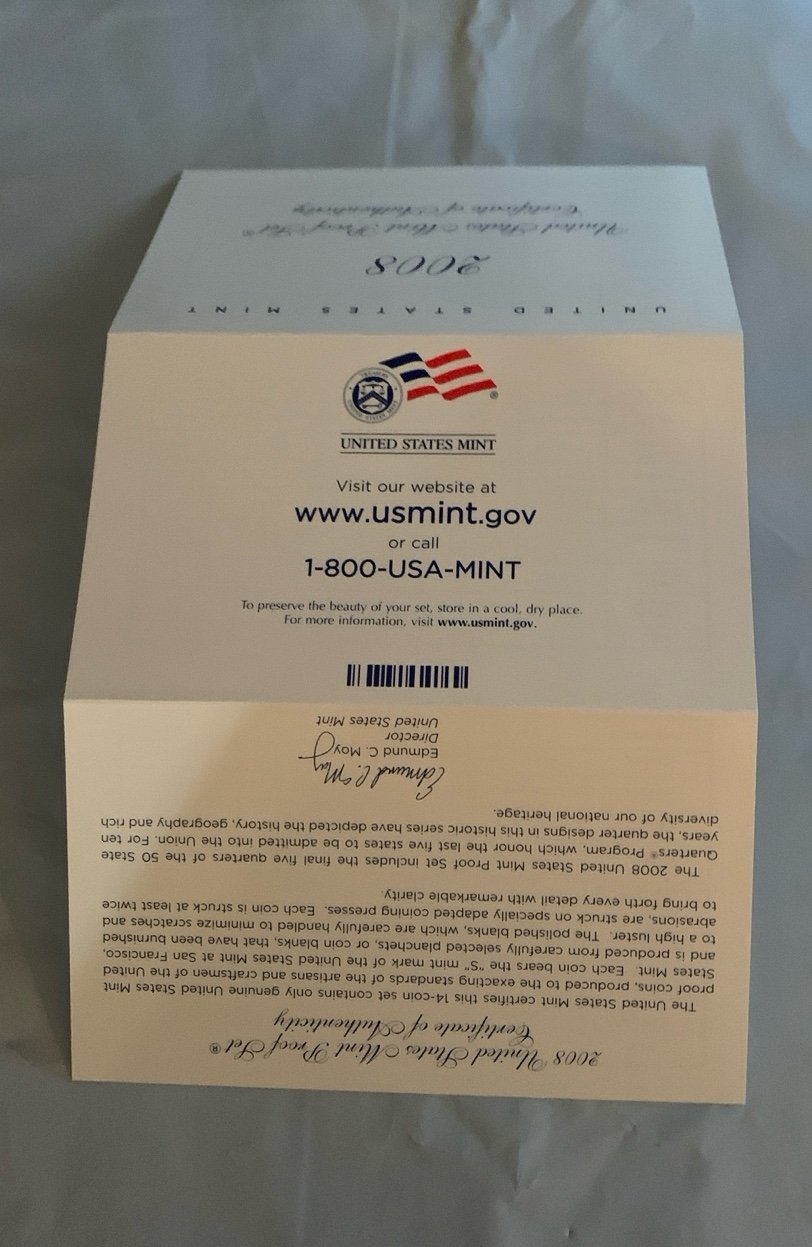 UNITED STATES MINT
2008
United States Mint Proof Set®
Certificate of Authenticity
UNITED STATES MINT
Visit our website at
www.usmint.gov
or call
1-800-USA-MINT
To preserve the beauty of your set, store in a cool, dry place.
For more information, visit www.usmint.gov.
2008 United States Mint Proof Set®
Certificate of Authenticity
The United States Mint certifies this 14-coin set contains only genuine United States Mint
proof coins, produced to the exacting standards of the artisans and craftsmen of the United
States Mint. Each coin bears the "S" mint mark of the United States Mint at San Francisco,
and is produced from carefully selected planchets, or coin blanks, that have been burnished
to a high luster. The polished blanks, which are carefully handled to minimize scratches and
abrasions, are struck on specially adapted coining presses. Each coin is struck at least twice
to bring forth every detail with remarkable clarity.
The 2008 United States Mint Proof Set includes the final five quarters of the 50 State
Quarters® Program, which honor the last five states to be admitted into the Union. For ten
years, the quarter designs in this historic series have depicted the history, geography and rich
diversity of our national heritage.
Edmund C. Moy
Edmund C. Moy
Director
United States Mint